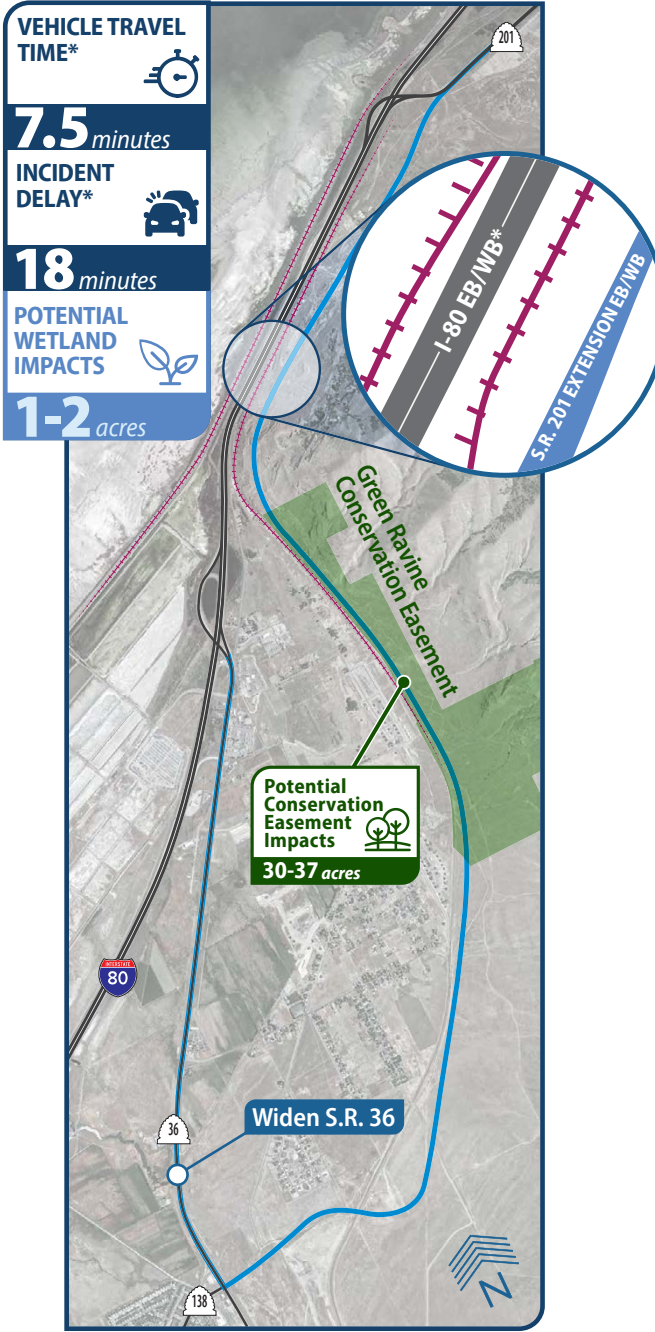 VEHICLE TRAVEL
TIME*
7.5 minutes
INCIDENT
DELAY*
18 minutes
POTENTIAL
WETLAND
IMPACTS
1-2 acres
201
I-80 EB/WB*
S.R. 201 EXTENSION EB/WB
Green Ravine
Conservation Easement
Potential
Conservation
Easement
Impacts
30-37 acres
INTERSTATE
80
36
Widen S.R. 36
138
N